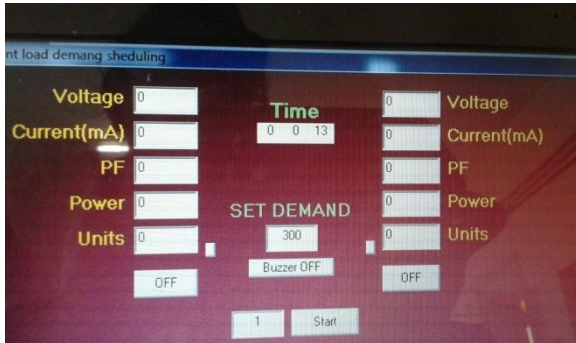 nt load demang sheduling
Voltage 0 Time 0 Voltage
Current(mA) 0 0 0 13 0 Current(mA)
PF 0 0 PF
Power 0 SET DEMAND 0 Power
Units 0 300 0 Units
OFF Buzzer OFF OFF
1 Start